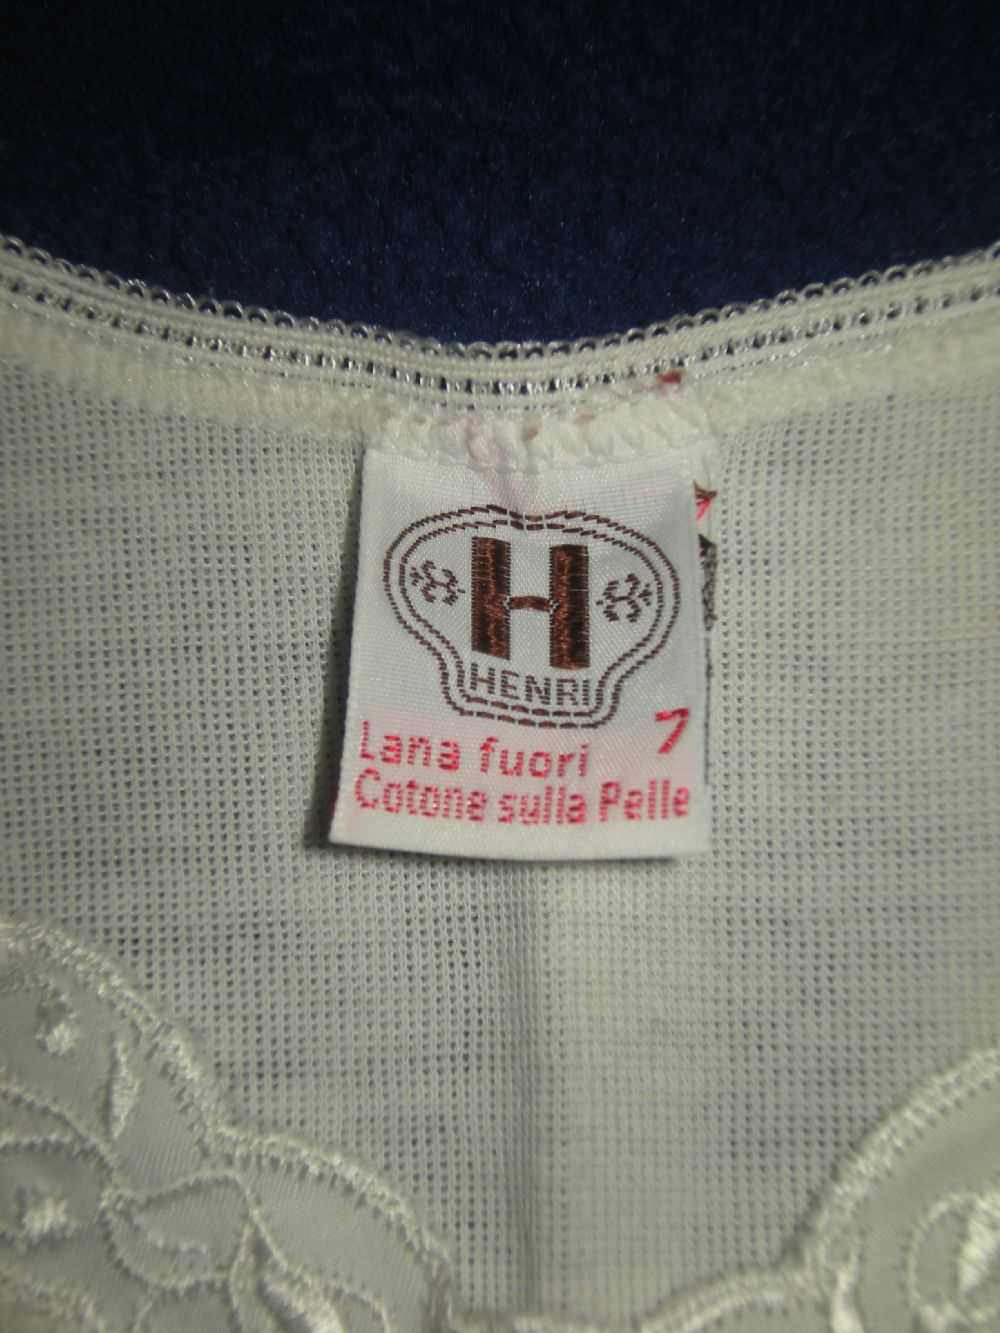 H
HENRI
7
Lana fuori
Cotone sulla Pelle